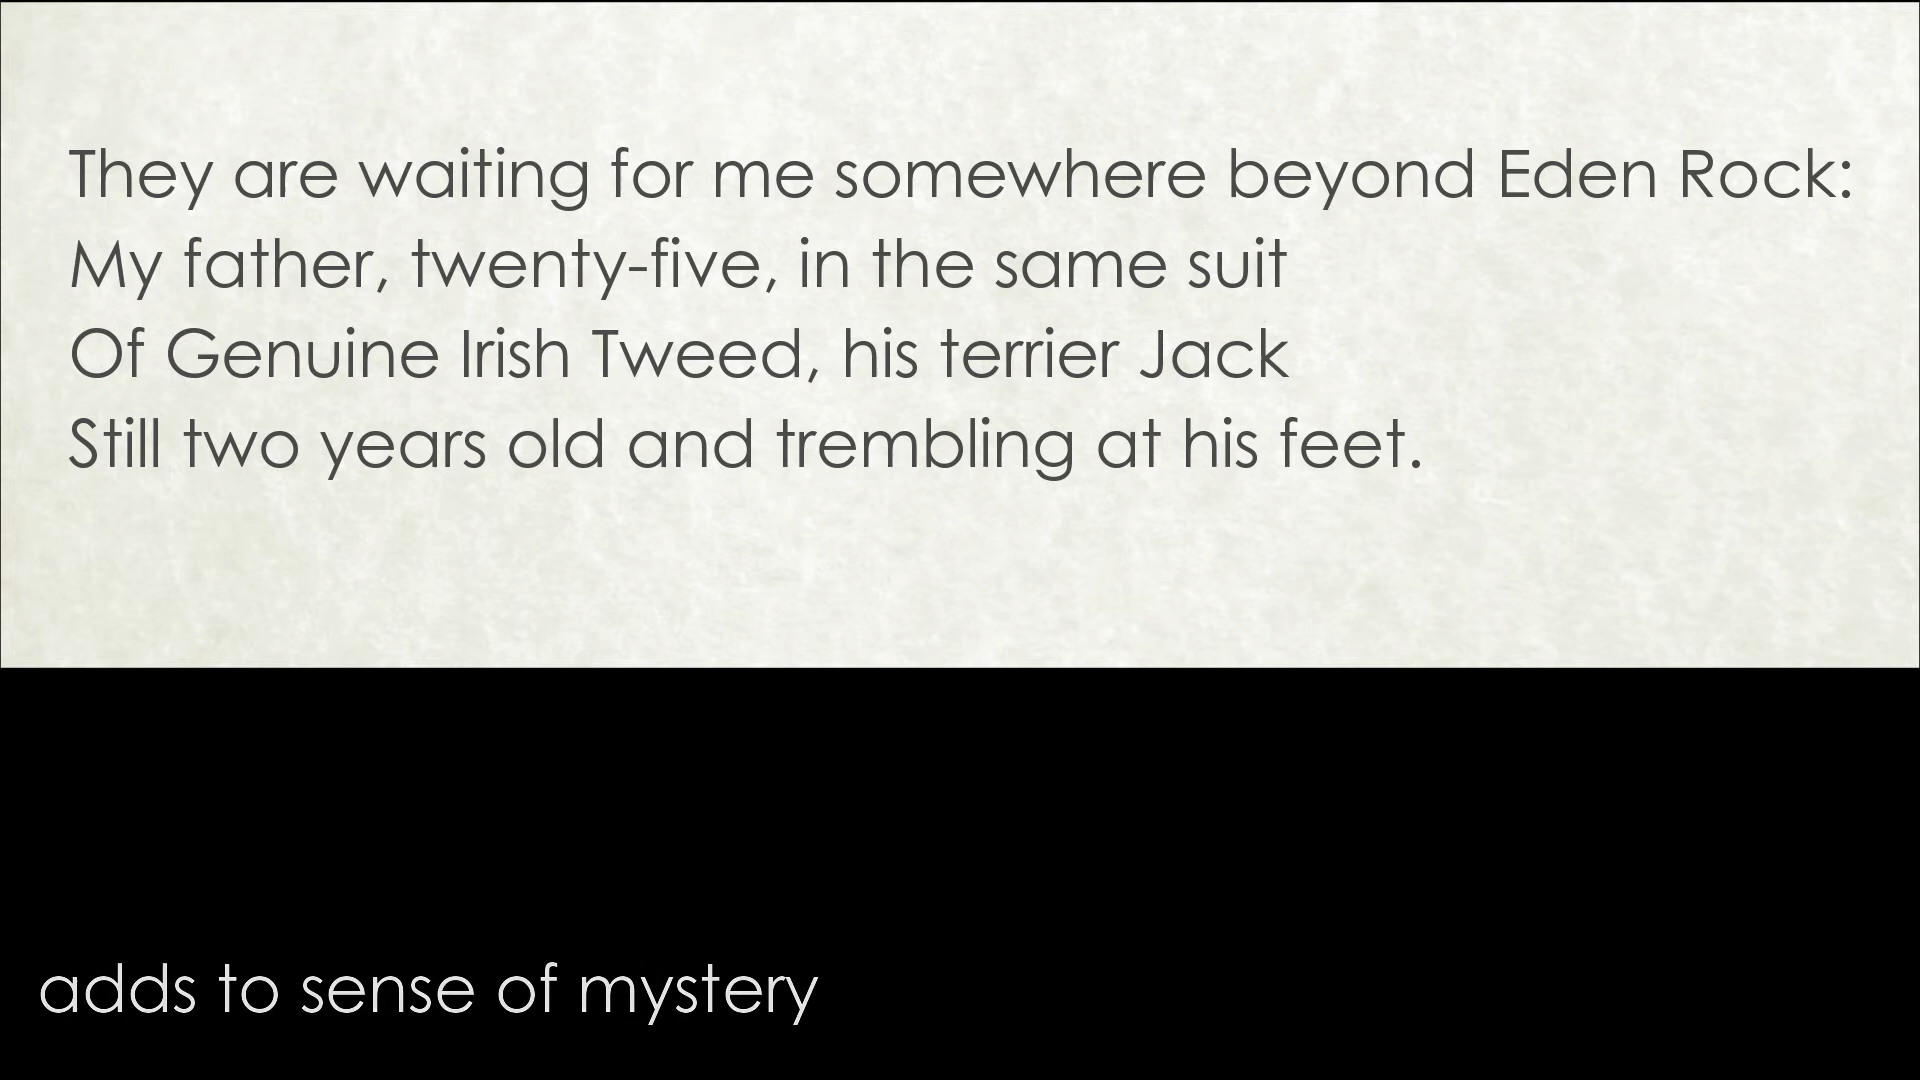 They are waiting for me somewhere beyond Eden Rock:
My father, twenty-five, in the same suit
Of Genuine Irish Tweed, his terrier Jack
Still two years old and trembling at his feet.
adds to sense of mystery